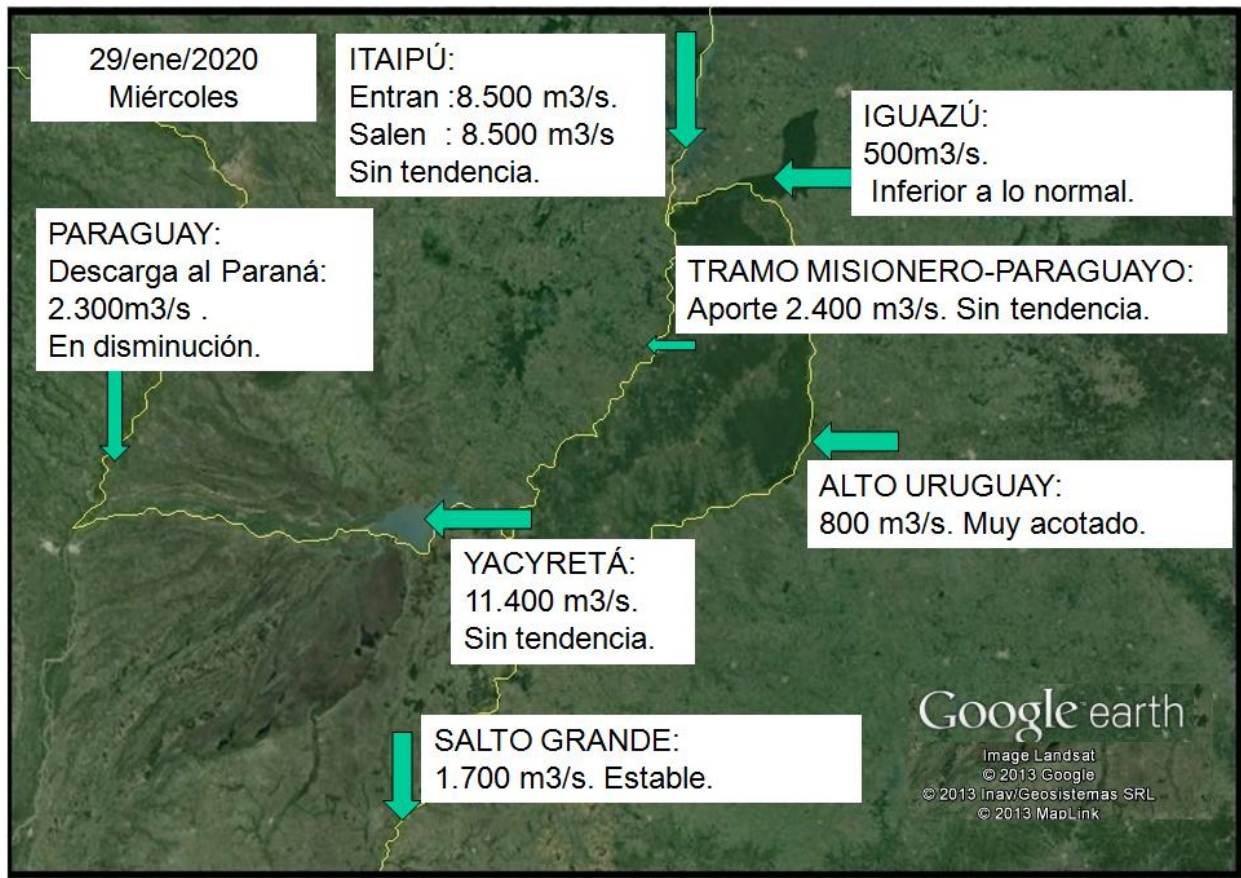 29/ene/2020
Miércoles
ITAIPÚ:
Entran :8.500 m3/s.
Salen : 8.500 m3/s
Sin tendencia.
IGUAZÚ:
500m3/s.
Inferior a lo normal.
PARAGUAY:
Descarga al Paraná:
2.300m3/s .
En disminución.
TRAMO MISIONERO-PARAGUAYO:
Aporte 2.400 m3/s. Sin tendencia.
ALTO URUGUAY:
800 m3/s. Muy acotado.
YACYRETÁ:
11.400 m3/s.
Sin tendencia.
SALTO GRANDE:
1.700 m3/s. Estable.
Google earth
Image Landsat
© 2013 Google
© 2013 Inav/Geosistemas SRL
© 2013 MapLink